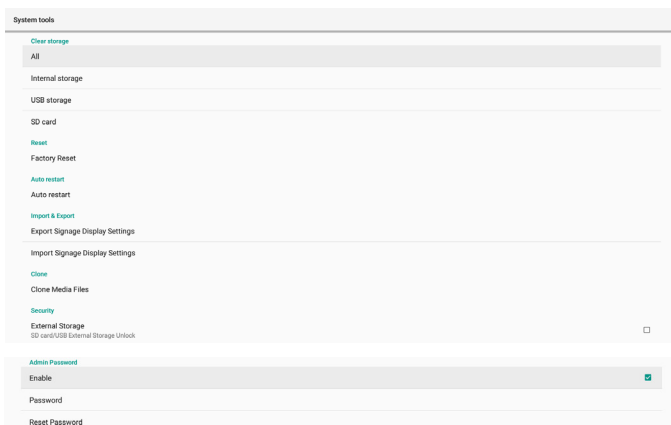 System tools
Clear storage
All
Internal storage
USB storage
SD card
Reset
Factory Reset
Auto restart
Auto restart
Import & Export
Export Signage Display Settings
Import Signage Display Settings
Clone
Clone Media Files
Security
External Storage
SD card/USB External Storage Unlock
Admin Password
Enable
Password
Reset Password